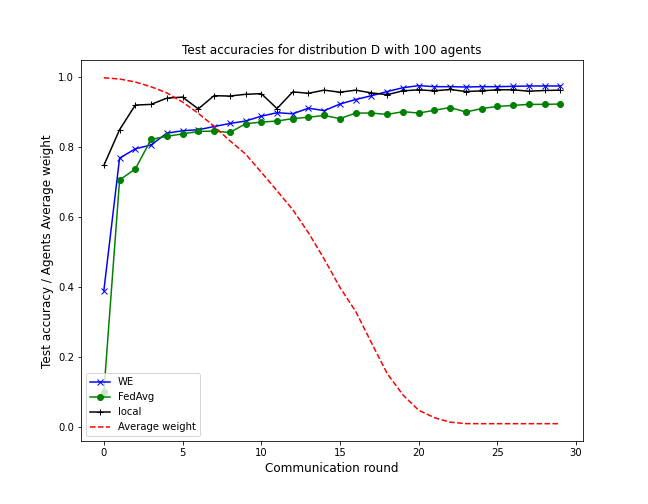 Test accuracies for distribution D with 100 agents
Test accuracy / Agents Average weight
1.0
0.8
0.6
0.4
0.2
0.0
WE
FedAvg
local
Average weight
0 5 10 15 20 25 30
Communication round